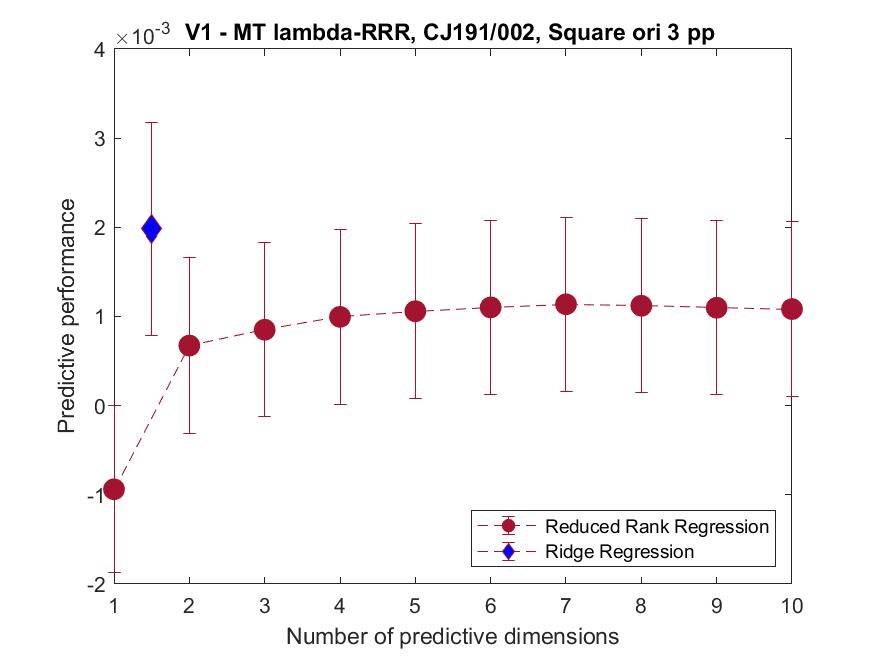 ×10-3
V1 - MT lambda-RRR, CJ191/002, Square ori 3 pp
4
3
2
1
0
-1
-2
Predictive performance
1 2 3 4 5 6 7 8 9 10
Number of predictive dimensions
Reduced Rank Regression
Ridge Regression